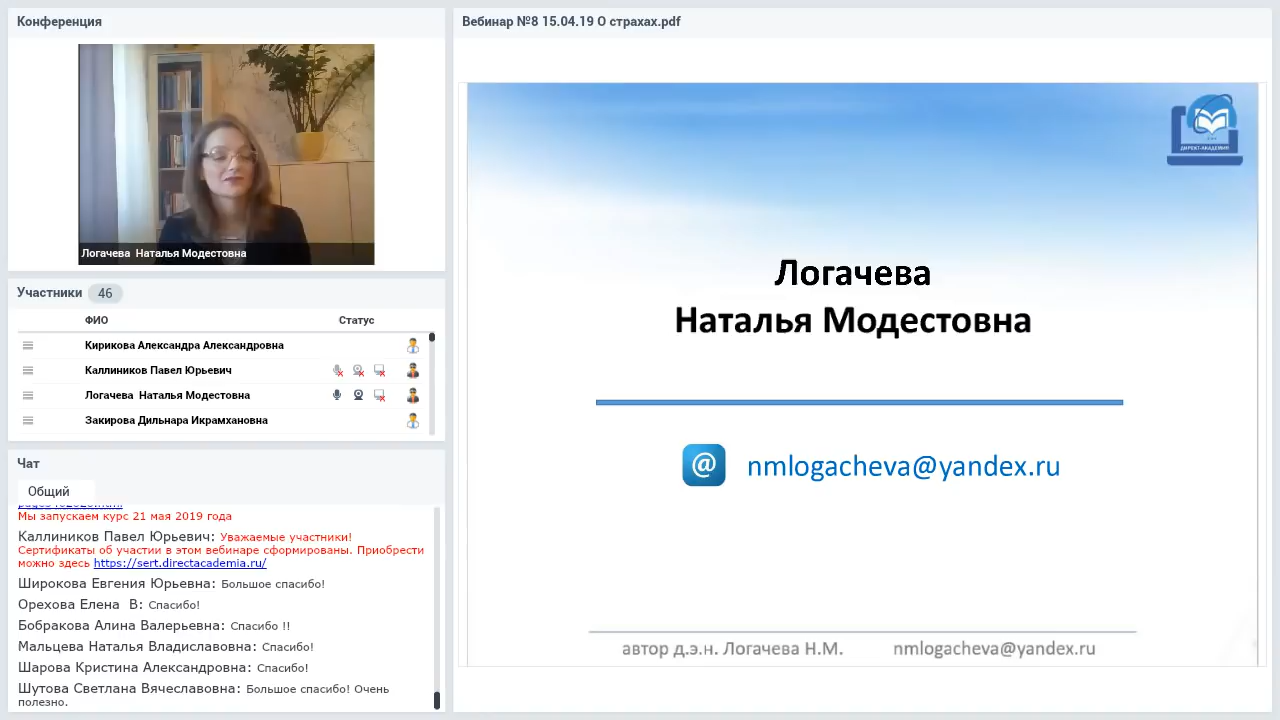 Конференция
Логачева Наталья Модестовна
Участники 46
ФИО Статус
Кирикова Александра Александровна
Каллиников Павел Юрьевич
Логачева Наталья Модестовна
Закирова Дильнара Икрамхановна
Чат
Общий
Мы запускаем курс 21 мая 2019 года
Каллиников Павел Юрьевич: Уважаемые участники!
Сертификаты об участии в этом вебинаре сформированы. Приобрести
можно здесь https://sert.directacademia.ru/
Широкова Евгения Юрьевна: Большое спасибо!
Орехова Елена В: Спасибо!
Бобракова Алина Валерьевна: Спасибо !!
Мальцева Наталья Владиславовна: Спасибо!
Шарова Кристина Александровна: Спасибо!
Шутова Светлана Вячеславовна: Большое спасибо! Очень
полезно.
Вебинар №8 15.04.19 О страхах.pdf
ДИРЕКТ-АКАДЕМИЯ
Логачева
Наталья Модестовна
@ nmlogacheva@yandex.ru
автор д.э.н. Логачева Н.М. nmlogacheva@yandex.ru